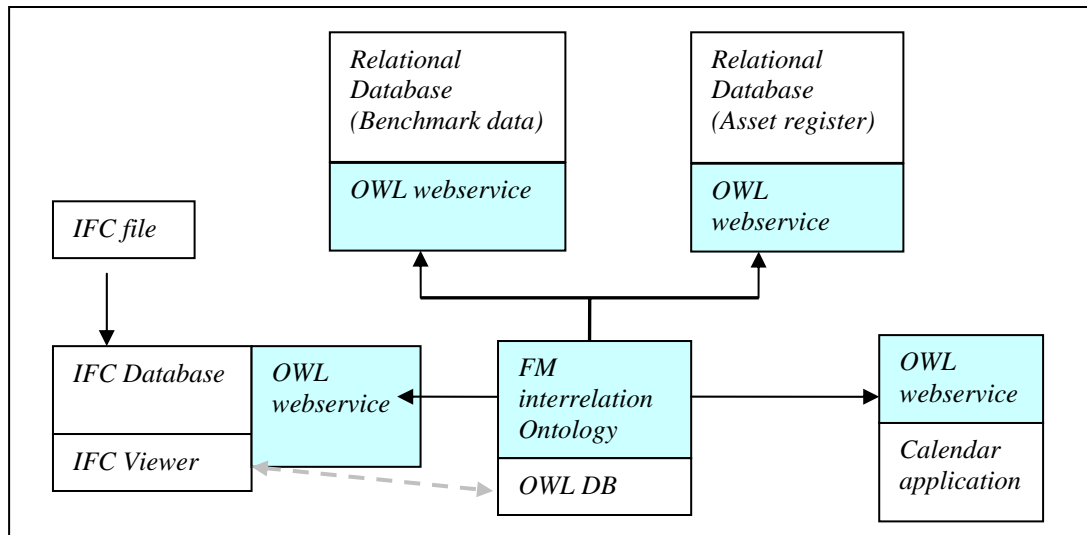 Relational
Database
(Benchmark data)
OWL webservice
Relational
Database
(Asset register)
OWL
webservice
IFC file
IFC Database
IFC Viewer
OWL
webservice
FM
interrelation
Ontology
OWL DB
OWL
webservice
Calendar
application